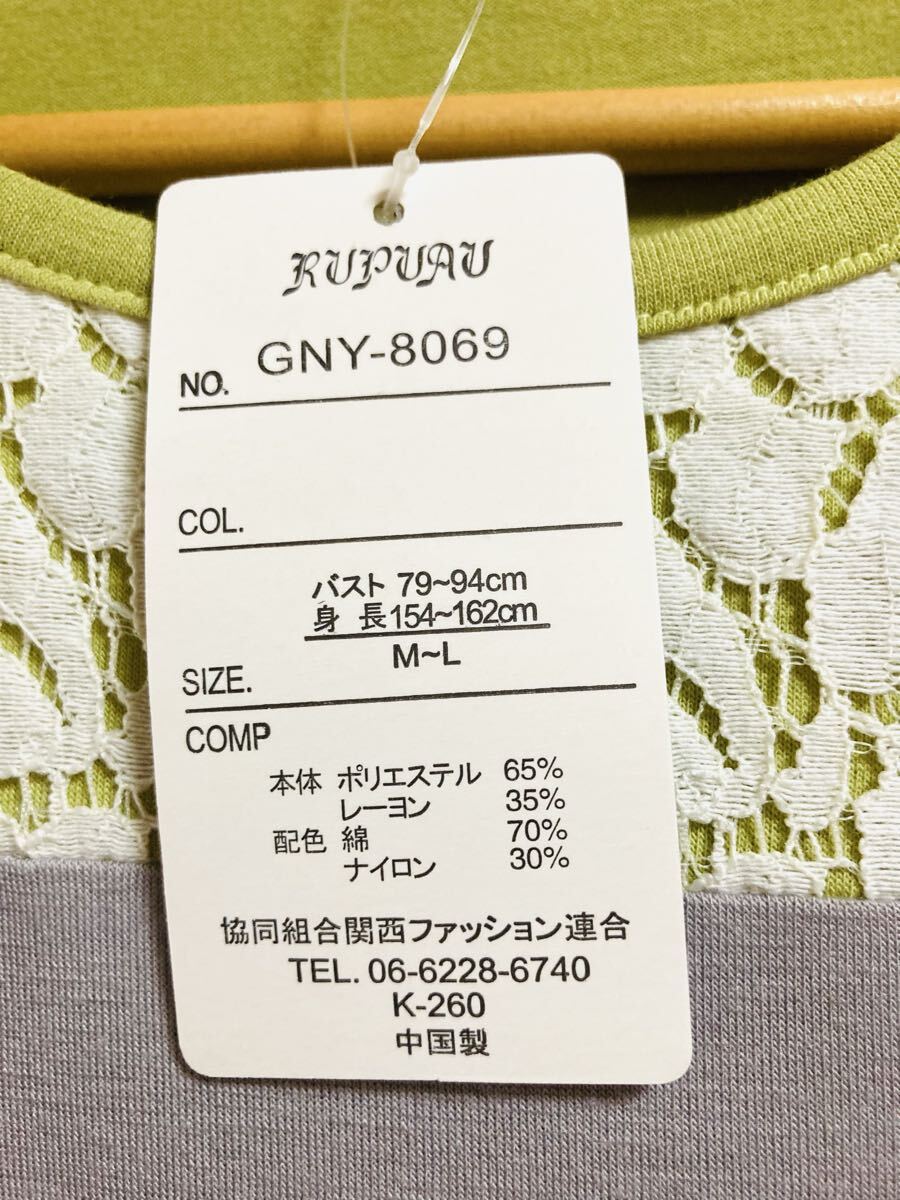 RUPUAU
NO. GNY-8069
COL.
バスト 79~94cm
身 長154~162cm
SIZE. M~L
COMP
本体 ポリエステル 65%
レーヨン 35%
配色 綿 70%
ナイロン 30%
協同組合関西ファッション連合
TEL. 06-6228-6740
K-260
中国製